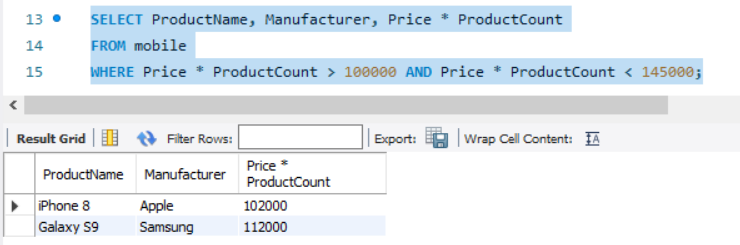 13 SELECT ProductName, Manufacturer, Price * ProductCount
14 FROM mobile
15 WHERE Price * ProductCount > 100000 AND Price * ProductCount < 145000;
Result Grid Filter Rows: Export: Wrap Cell Content: IA
ProductName Manufacturer Price * ProductCount
iPhone 8 Apple 102000
Galaxy S9 Samsung 112000